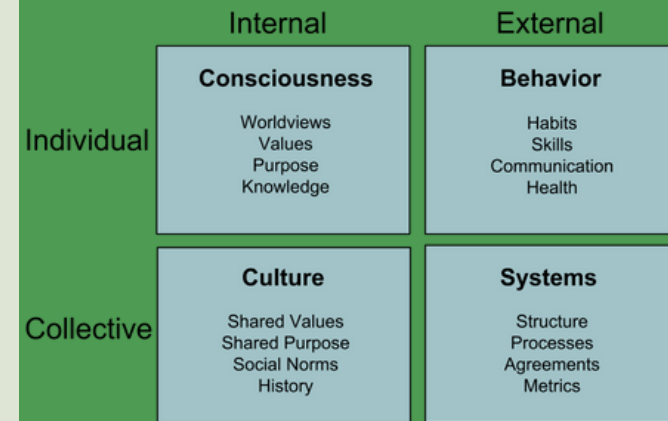 Internal
External
Individual
Consciousness
Worldviews
Values
Purpose
Knowledge
Behavior
Habits
Skills
Communication
Health
Collective
Culture
Shared Values
Shared Purpose
Social Norms
History
Systems
Structure
Processes
Agreements
Metrics